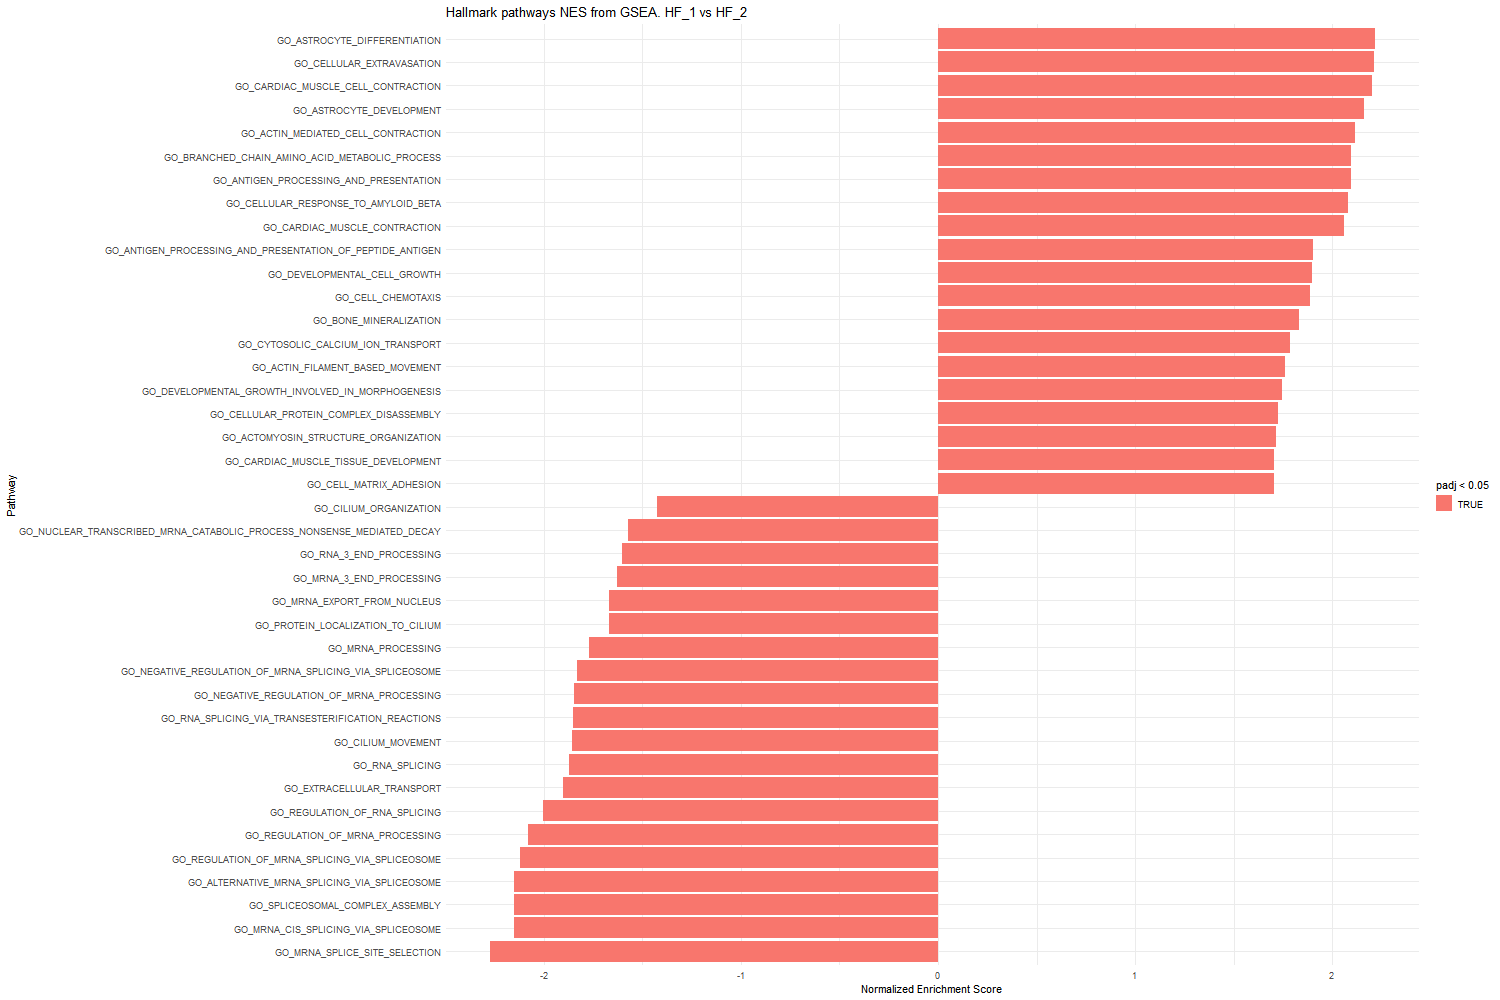 Hallmark pathways NES from GSEA. HF_1 vs HF_2
GO_ASTROCYTE_DIFFERENTIATION
GO_CELLULAR_EXTRAVASATION
GO_CARDIAC_MUSCLE_CELL_CONTRACTION
GO_ASTROCYTE_DEVELOPMENT
GO_ACTIN_MEDIATED_CELL_CONTRACTION
GO_BRANCHED_CHAIN_AMINO_ACID_METABOLIC_PROCESS
GO_ANTIGEN_PROCESSING_AND_PRESENTATION
GO_CELLULAR_RESPONSE_TO_AMYLOID_BETA
GO_CARDIAC_MUSCLE_CONTRACTION
GO_ANTIGEN_PROCESSING_AND_PRESENTATION_OF_PEPTIDE_ANTIGEN
GO_DEVELOPMENTAL_CELL_GROWTH
GO_CELL_CHEMOTAXIS
GO_BONE_MINERALIZATION
GO_CYTOSOLIC_CALCIUM_ION_TRANSPORT
GO_ACTIN_FILAMENT_BASED_MOVEMENT
GO_DEVELOPMENTAL_GROWTH_INVOLVED_IN_MORPHOGENESIS
GO_CELLULAR_PROTEIN_COMPLEX_DISASSEMBLY
GO_ACTOMYOSIN_STRUCTURE_ORGANIZATION
GO_CARDIAC_MUSCLE_TISSUE_DEVELOPMENT
GO_CELL_MATRIX_ADHESION
GO_CILIUM_ORGANIZATION
GO_NUCLEAR_TRANSCRIBED_MRNA_CATABOLIC_PROCESS_NONSENSE_MEDIATED_DECAY
GO_RNA_3_END_PROCESSING
GO_MRNA_3_END_PROCESSING
GO_MRNA_EXPORT_FROM_NUCLEUS
GO_PROTEIN_LOCALIZATION_TO_CILIUM
GO_MRNA_PROCESSING
GO_NEGATIVE_REGULATION_OF_MRNA_SPLICING_VIA_SPLICEOSOME
GO_NEGATIVE_REGULATION_OF_MRNA_PROCESSING
GO_RNA_SPLICING_VIA_TRANSESTERIFICATION_REACTIONS
GO_CILIUM_MOVEMENT
GO_RNA_SPLICING
GO_EXTRACELLULAR_TRANSPORT
GO_REGULATION_OF_RNA_SPLICING
GO_REGULATION_OF_MRNA_PROCESSING
GO_REGULATION_OF_MRNA_SPLICING_VIA_SPLICEOSOME
GO_ALTERNATIVE_MRNA_SPLICING_VIA_SPLICEOSOME
GO_SPLICEOSOMAL_COMPLEX_ASSEMBLY
GO_MRNA_CIS_SPLICING_VIA_SPLICEOSOME
GO_MRNA_SPLICE_SITE_SELECTION
Pathway
-2 -1 0 1 2
Normalized Enrichment Score
padj < 0.05
TRUE